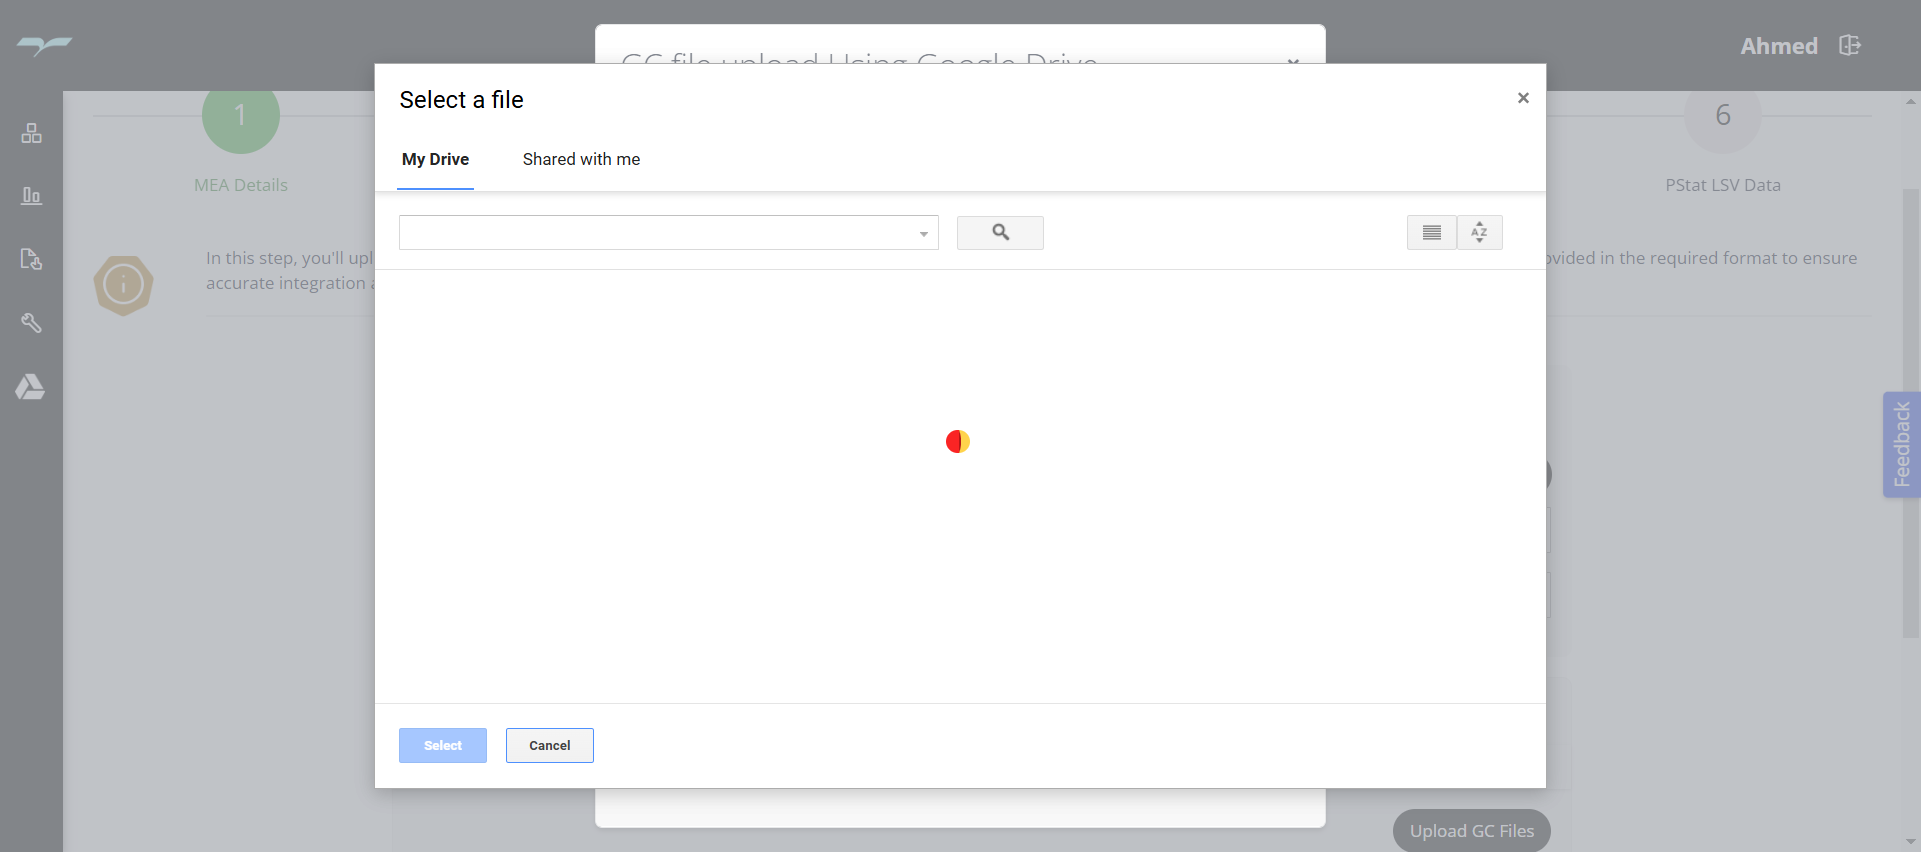 GC file upload Using Google Drive
Ahmed
Select a file
My Drive
Shared with me
1
6
MEA Details
PStat LSV Data
In this step, you'll upl
ovided in the required format to ensure
accurate integration
AZ
Feedback
Select
Cancel
Upload GC Files